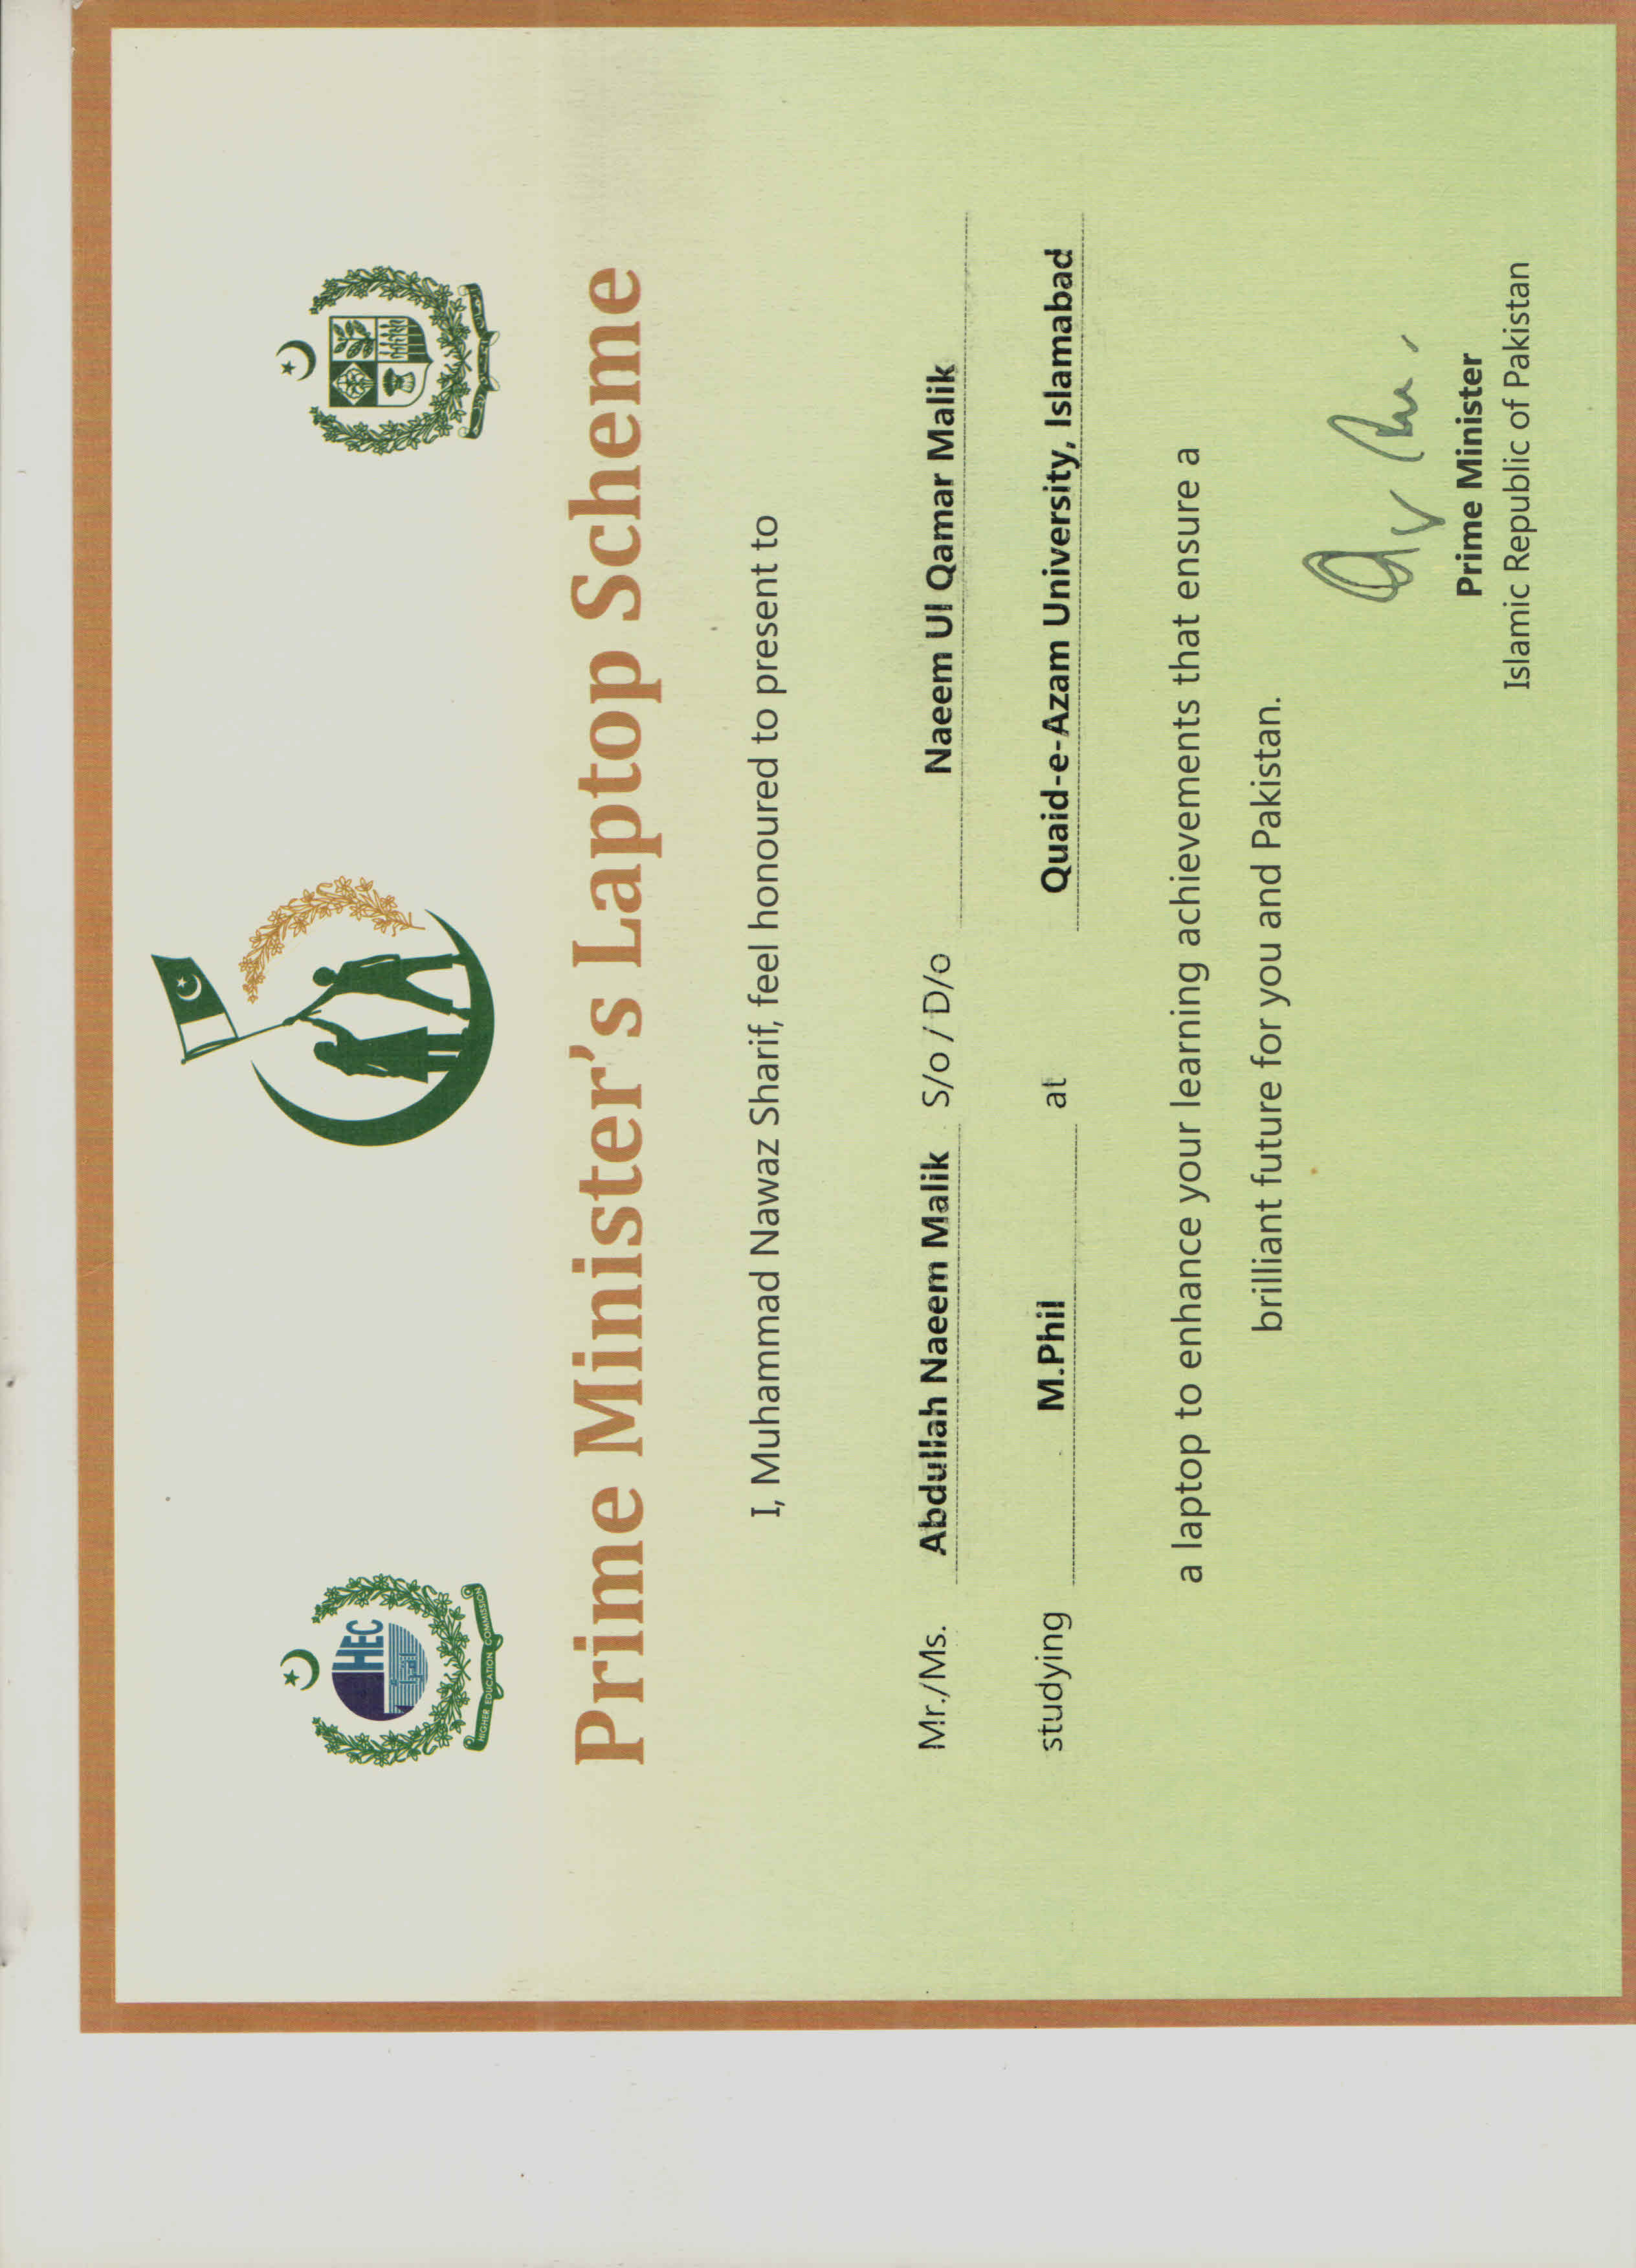 HEC
HIGHER EDUCATION COMMISSION
Prime Minister's Laptop Scheme
I, Muhammad Nawaz Sharif, feel honoured to present to
Mr./Ms. Abdullah Naeem Malik S/o / D/o Naeem Ul Qamar Malik
studying M.Phil at Quaid-e-Azam University, Islamabad
a laptop to enhance your learning achievements that ensure a
brilliant future for you and Pakistan.
Prime Minister
Islamic Republic of Pakistan